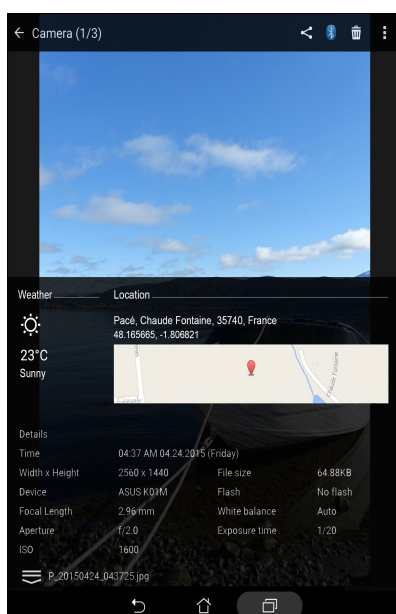 Camera (1/3)
Weather Location
Pacé, Chaude Fontaine, 35740, France
48.165665, -1.806821
23°C
Sunny
Google
Chaude Fontaine
Details
Time 04:37 AM 04.24.2015 (Friday)
Width x Height 2560 x 1440 File size 64.88KB
Device ASUS K01M Flash No flash
Focal Length 2.96 mm White balance Auto
Aperture f/2.0 Exposure time 1/20
ISO 1600
P_20150424_043725.jpg